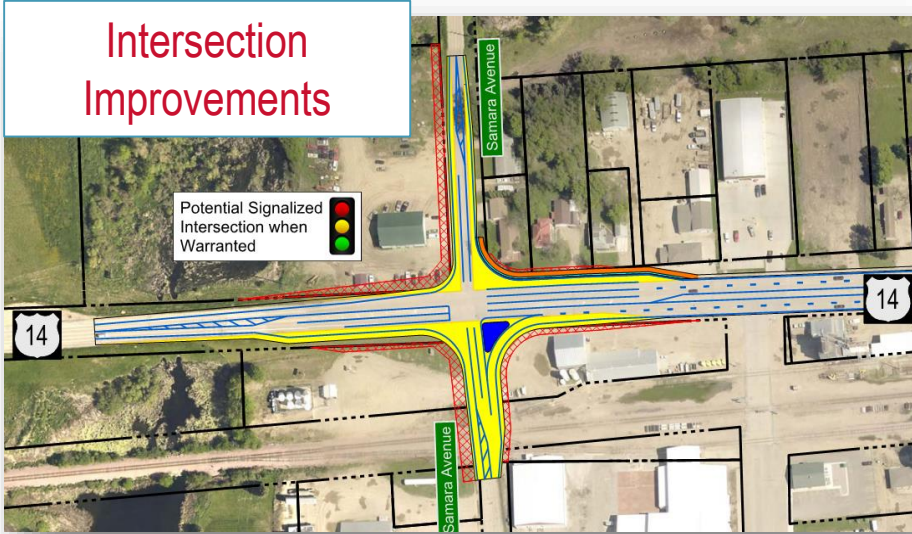 Intersection
Improvements
Samara Avenue
Potential Signalized
Intersection when
Warranted
14
14
Samara Avenue